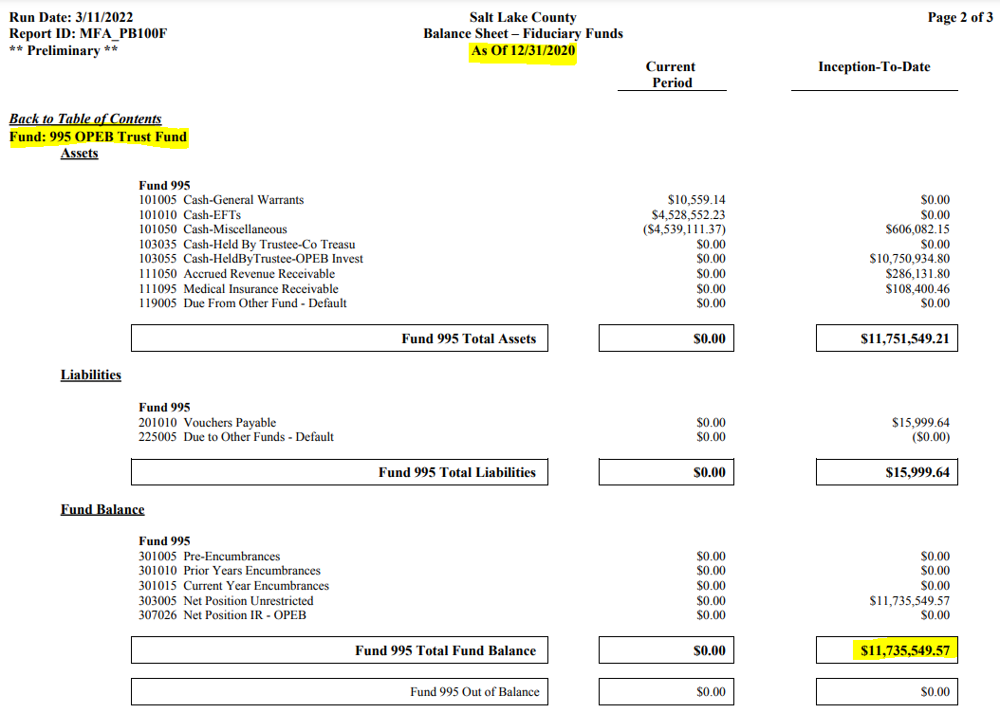 Run Date: 3/11/2022 Salt Lake County Page 2 of 3
Report ID: MFA_PB100F Balance Sheet – Fiduciary Funds
** Preliminary ** As Of 12/31/2020
Current Period Inception-To-Date
Back to Table of Contents
Fund: 995 OPEB Trust Fund
Assets
Fund 995
101005 Cash-General Warrants $10,559.14 $0.00
101010 Cash-EFTs $4,528,552.23 $0.00
101050 Cash-Miscellaneous ($4,539,111.37) $606,082.15
103035 Cash-Held By Trustee-Co Treasu $0.00 $0.00
103055 Cash-HeldByTrustee-OPEB Invest $0.00 $10,750,934.80
111050 Accrued Revenue Receivable $0.00 $286,131.80
111095 Medical Insurance Receivable $0.00 $108,400.46
119005 Due From Other Fund - Default $0.00 $0.00
Fund 995 Total Assets $0.00 $11,751,549.21
Liabilities
Fund 995
201010 Vouchers Payable $0.00 $15,999.64
225005 Due to Other Funds - Default $0.00 ($0.00)
Fund 995 Total Liabilities $0.00 $15,999.64
Fund Balance
Fund 995
301005 Pre-Encumbrances $0.00 $0.00
301010 Prior Years Encumbrances $0.00 $0.00
301015 Current Year Encumbrances $0.00 $0.00
303005 Net Position Unrestricted $0.00 $11,735,549.57
307026 Net Position IR - OPEB $0.00 $0.00
Fund 995 Total Fund Balance $0.00 $11,735,549.57
Fund 995 Out of Balance $0.00 $0.00